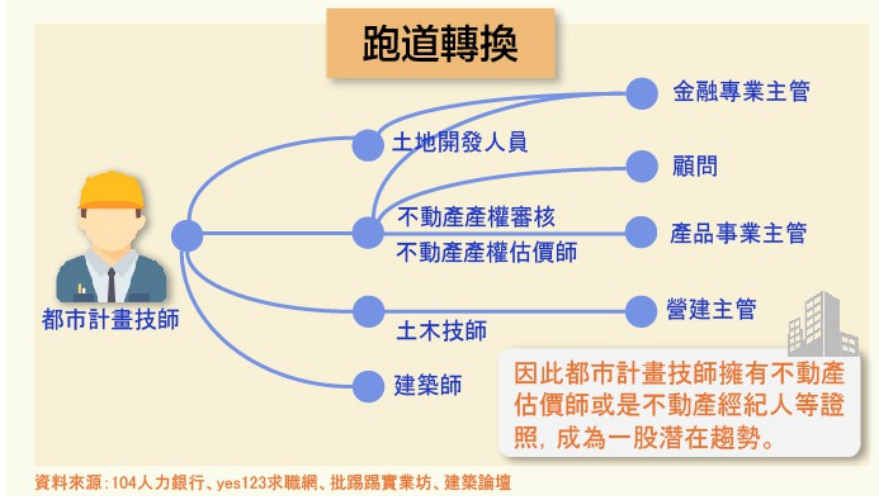 跑道轉換
金融專業主管
土地開發人員
顧問
不動產產權審核
不動產產權估價師
產品事業主管
都市計畫技師
營建主管
土木技師
建築師
因此都市計畫技師擁有不動產
估價師或是不動產經紀人等證
照,成為一股潛在趨勢。
資料來源:104人力銀行、yes123求職網、批踢踢實業坊、建築論壇